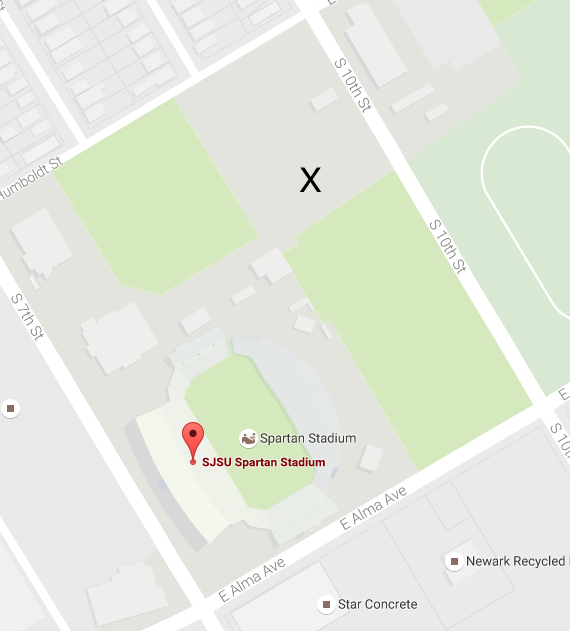 S 10th St
X
Humboldt St
S 10th St
S 7th St
Spartan Stadium
SJSU Spartan Stadium
E Alma Ave
E Alma Ave
Newark Recycled
Star Concrete